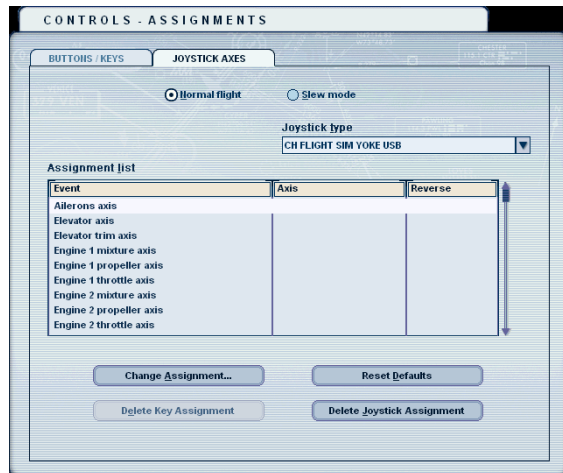 CONTROLS - ASSIGNMENTS
BUTTONS / KEYS
JOYSTICK AXES
Normal flight
Slew mode
Joystick type
CH FLIGHT SIM YOKE USB
Assignment list
Event Axis Reverse
Ailerons axis
Elevator axis
Elevator trim axis
Engine 1 mixture axis
Engine 1 propeller axis
Engine 1 throttle axis
Engine 2 mixture axis
Engine 2 propeller axis
Engine 2 throttle axis
Change Assignment...
Reset Defaults
Delete Key Assignment
Delete Joystick Assignment